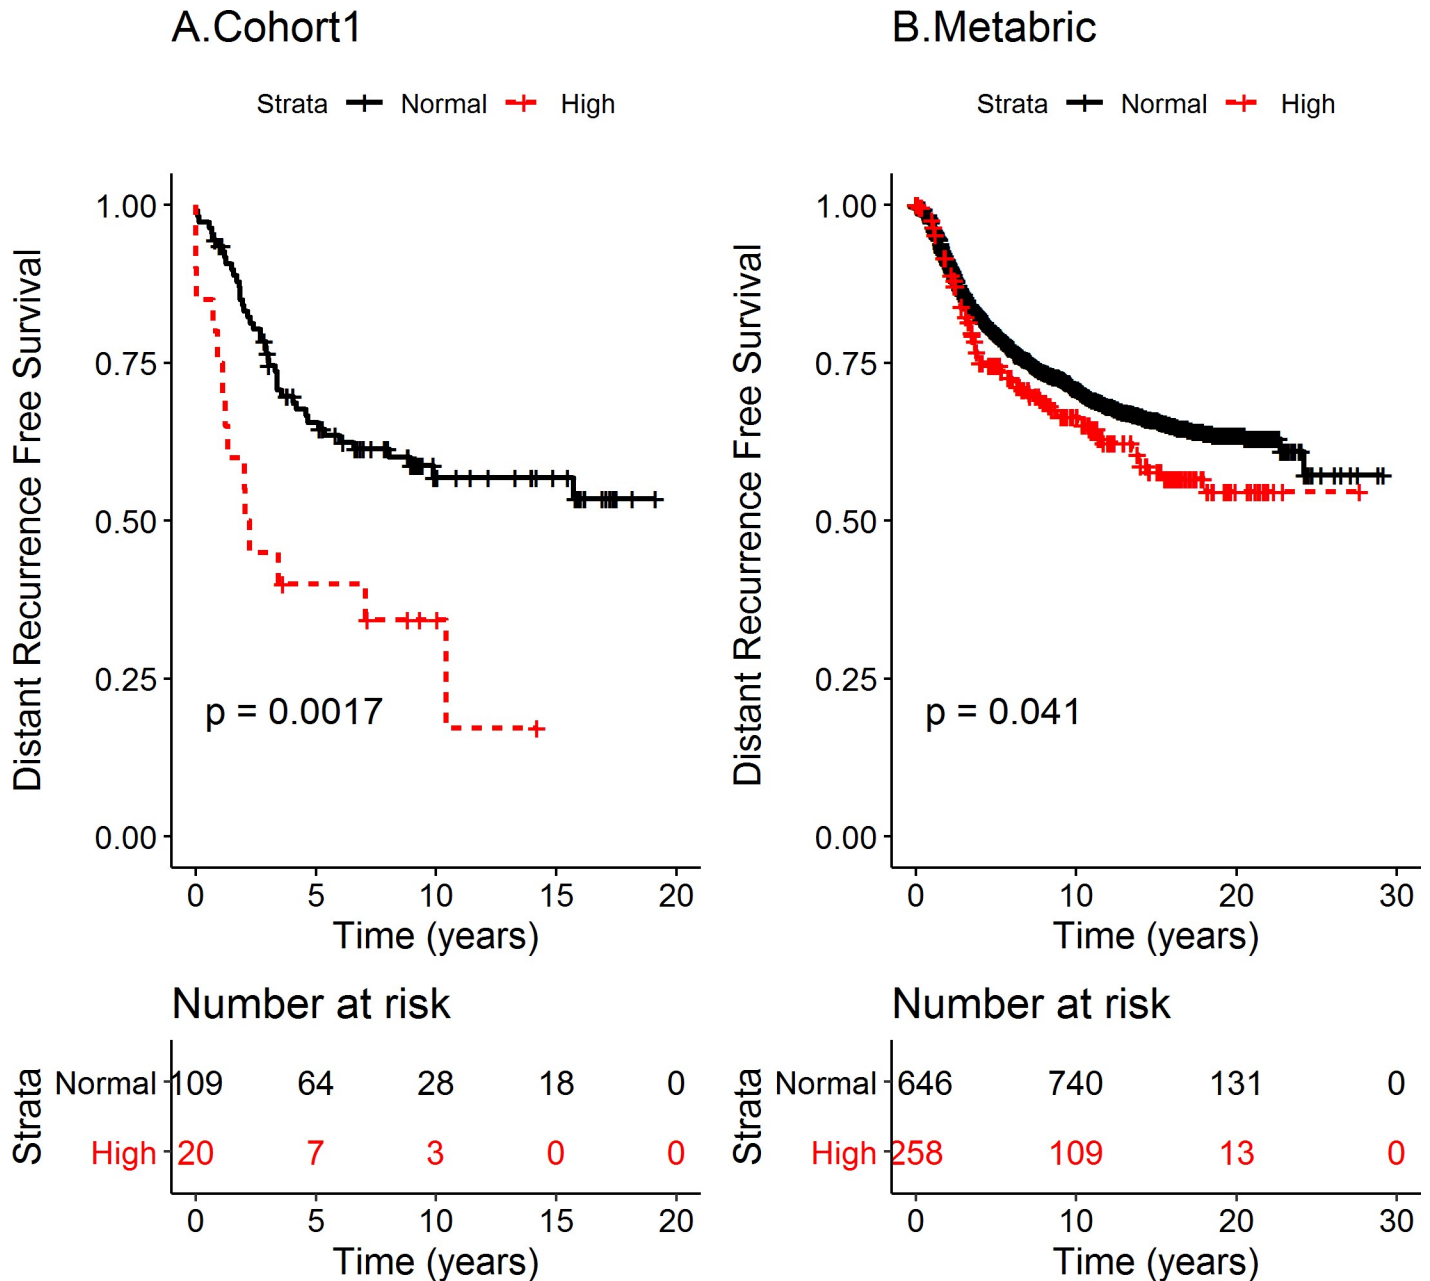 A.Cohort1
Strata Normal High
Distant Recurrence Free Survival
1.00
0.75
0.50
0.25
0.00
p = 0.0017
0 5 10 15 20
Time (years)
Number at risk
Strata
Normal 109 64 28 18 0
High 20 7 3 0 0
0 5 10 15 20
Time (years)
B.Metabric
Strata Normal High
Distant Recurrence Free Survival
1.00
0.75
0.50
0.25
0.00
p = 0.041
0 10 20 30
Time (years)
Number at risk
Strata
Normal 646 740 131 0
High 258 109 13 0
0 10 20 30
Time (years)